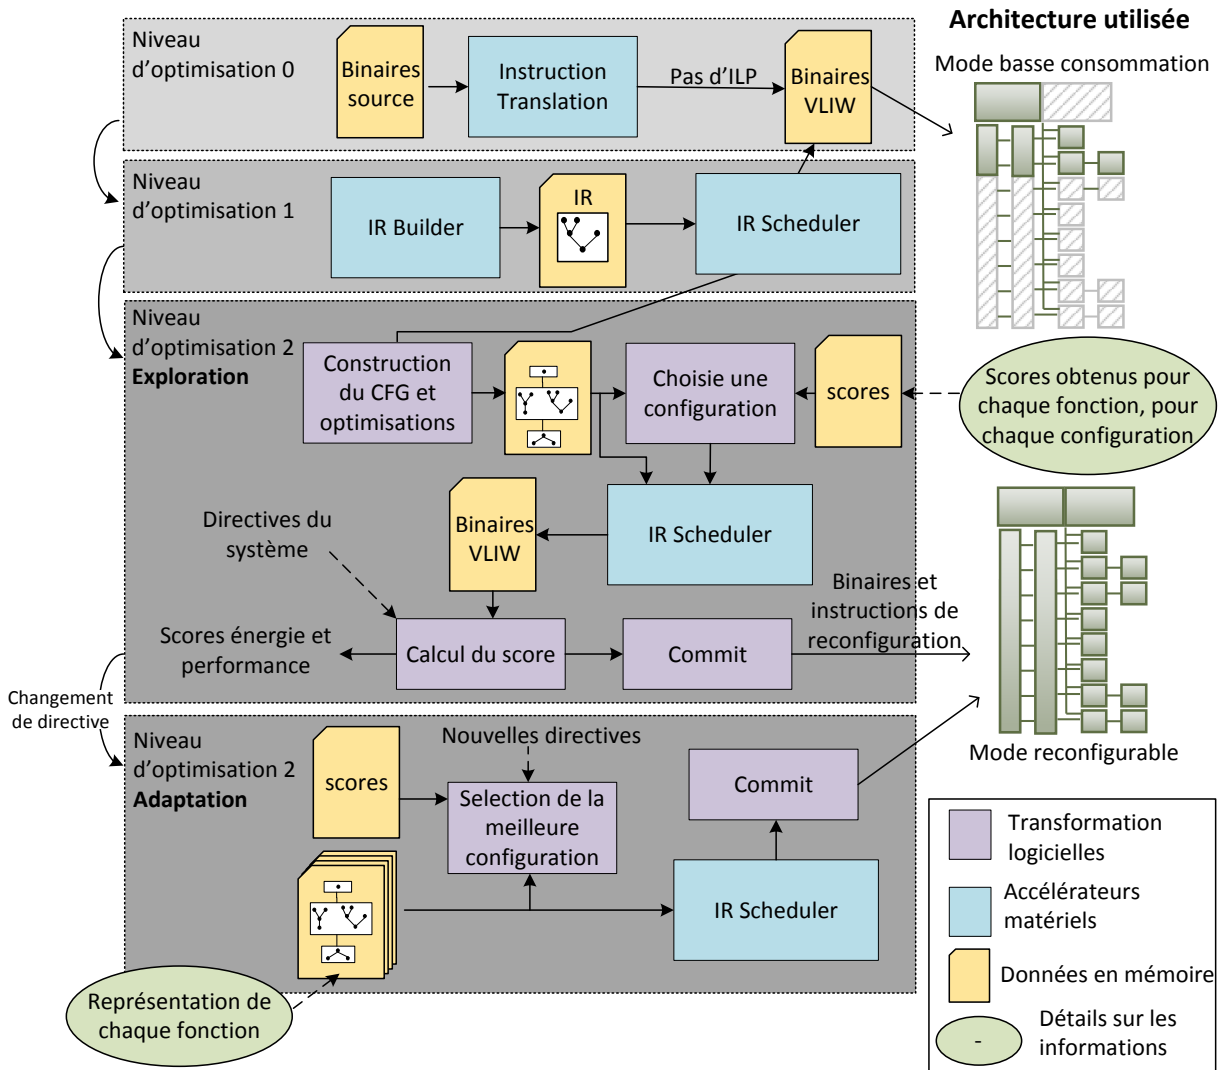 Architecture utilisée
Mode basse consommation
Niveau
d'optimisation 0
Binaires
source
Instruction
Translation
Pas d'ILP
Binaires
VLIW
Niveau
d'optimisation 1
IR Builder
IR
IR Scheduler
Niveau
d'optimisation 2
Exploration
Construction
du CFG et
optimisations
Choisie une
configuration
scores
Scores obtenus pour
chaque fonction, pour
chaque configuration
Directives du
système
Binaires
VLIW
IR Scheduler
Binaires et
instructions de
reconfiguration
Scores énergie et
performance
Calcul du score
Commit
Changement
de directive
Mode reconfigurable
Niveau
d'optimisation 2
Adaptation
scores
Nouvelles directives
Selection de la
meilleure
configuration
Commit
IR Scheduler
Représentation de
chaque fonction
Transformation
logicielles
Accélérateurs
matériels
Données en mémoire
-
Détails sur les
informations